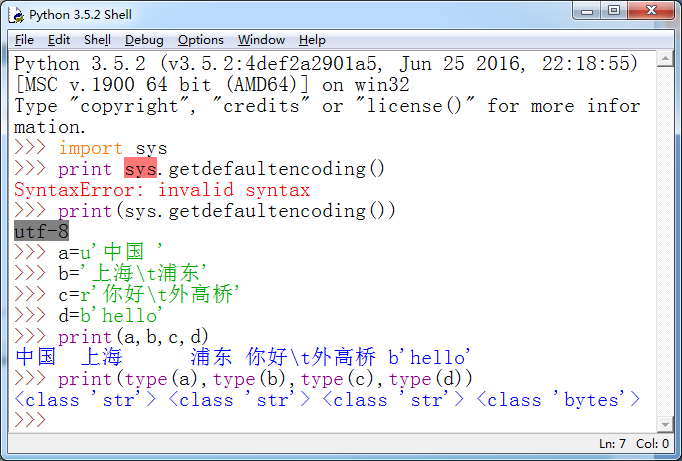 Python 3.5.2 Shell
File Edit Shell Debug Options Window Help
Python 3.5.2 (v3.5.2:4def2a2901a5, Jun 25 2016, 22:18:55)
[MSC v.1900 64 bit (AMD64)] on win32
Type "copyright", "credits" or "license()" for more infor
mation.
>>> import sys
>>> print sys.getdefaultencoding()
SyntaxError: invalid syntax
>>> print(sys.getdefaultencoding())
utf-8
>>> a=u'中国 '
>>> b='上海\t浦东'
>>> c=r'你好\t外高桥'
>>> d=b'hello'
>>> print(a,b,c,d)
中国  上海	浦东 你好\t外高桥 b'hello'
>>> print(type(a),type(b),type(c),type(d))
<class 'str'> <class 'str'> <class 'str'> <class 'bytes'>
>>>
Ln: 7 Col: 0